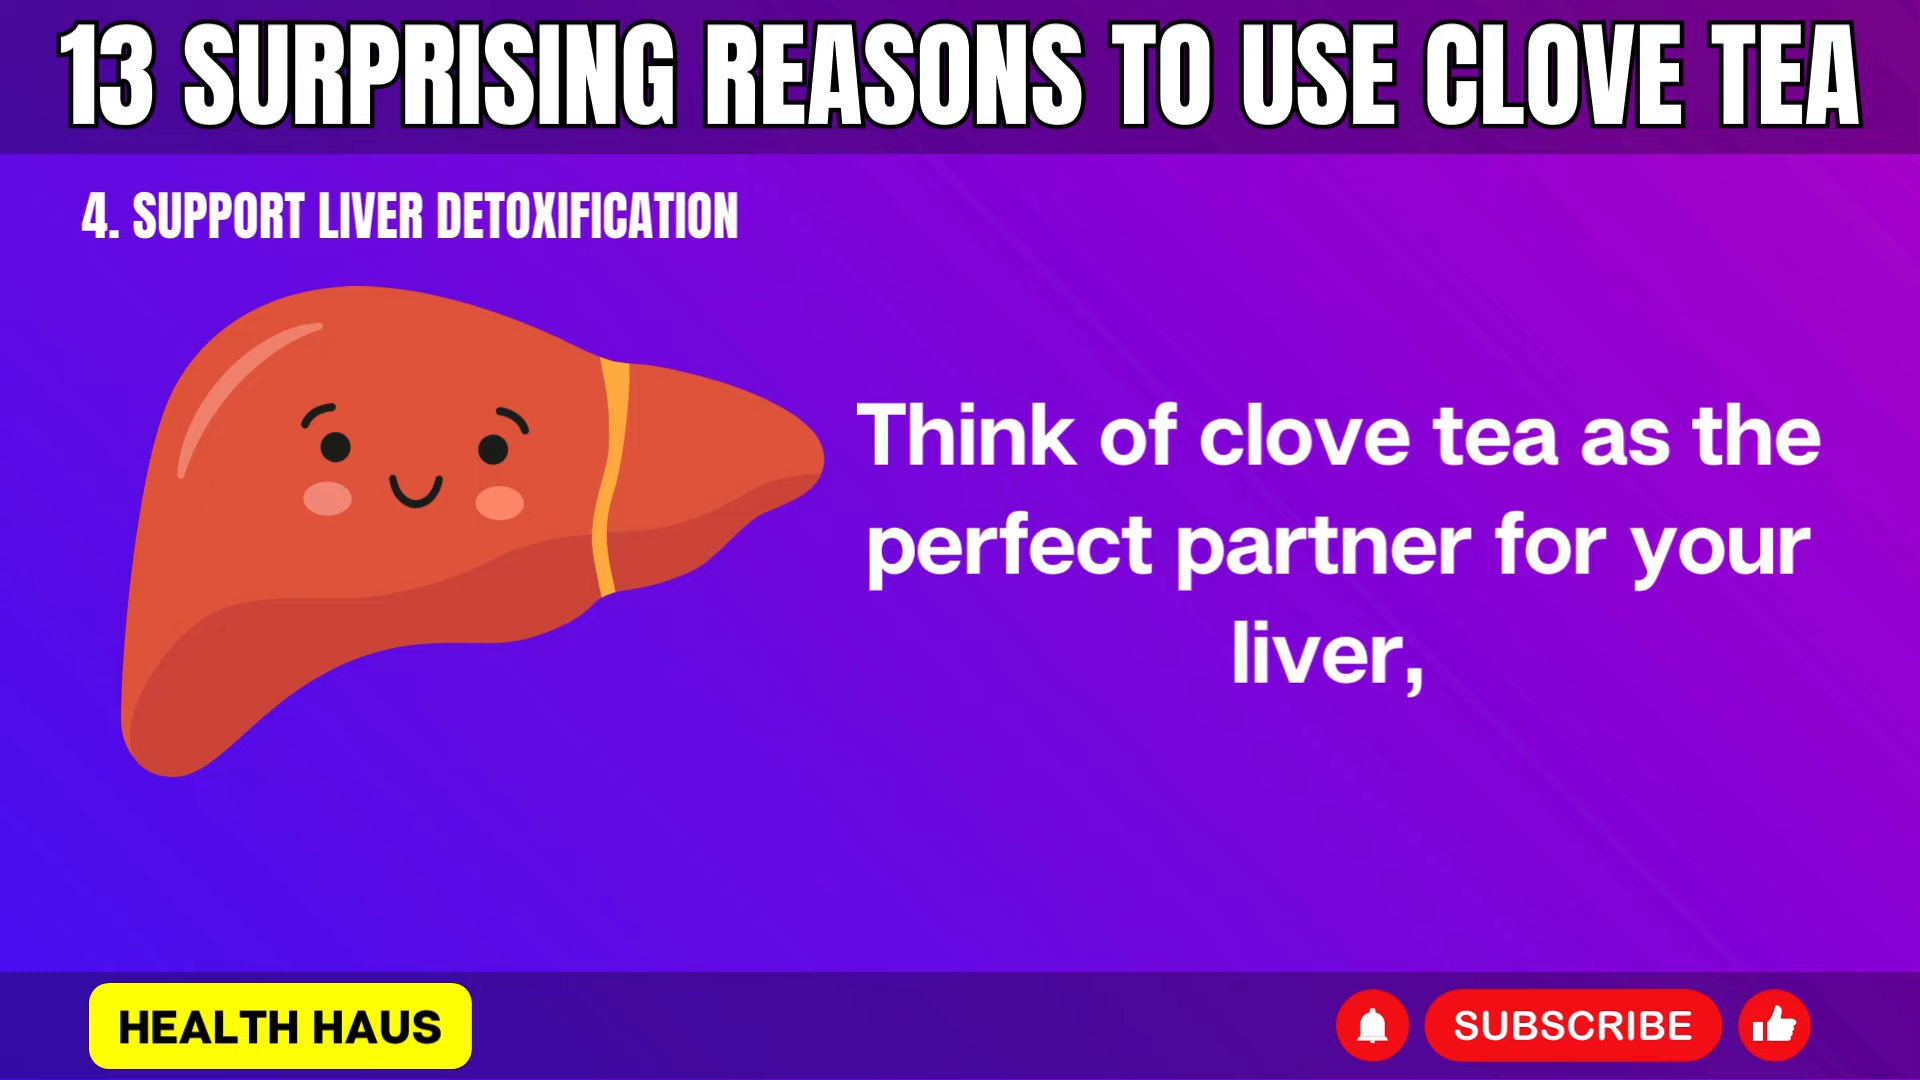 13 SURPRISING REASONS TO USE CLOVE TEA
4. SUPPORT LIVER DETOXIFICATION
Think of clove tea as the
perfect partner for your
liver,
HEALTH HAUS
SUBSCRIBE